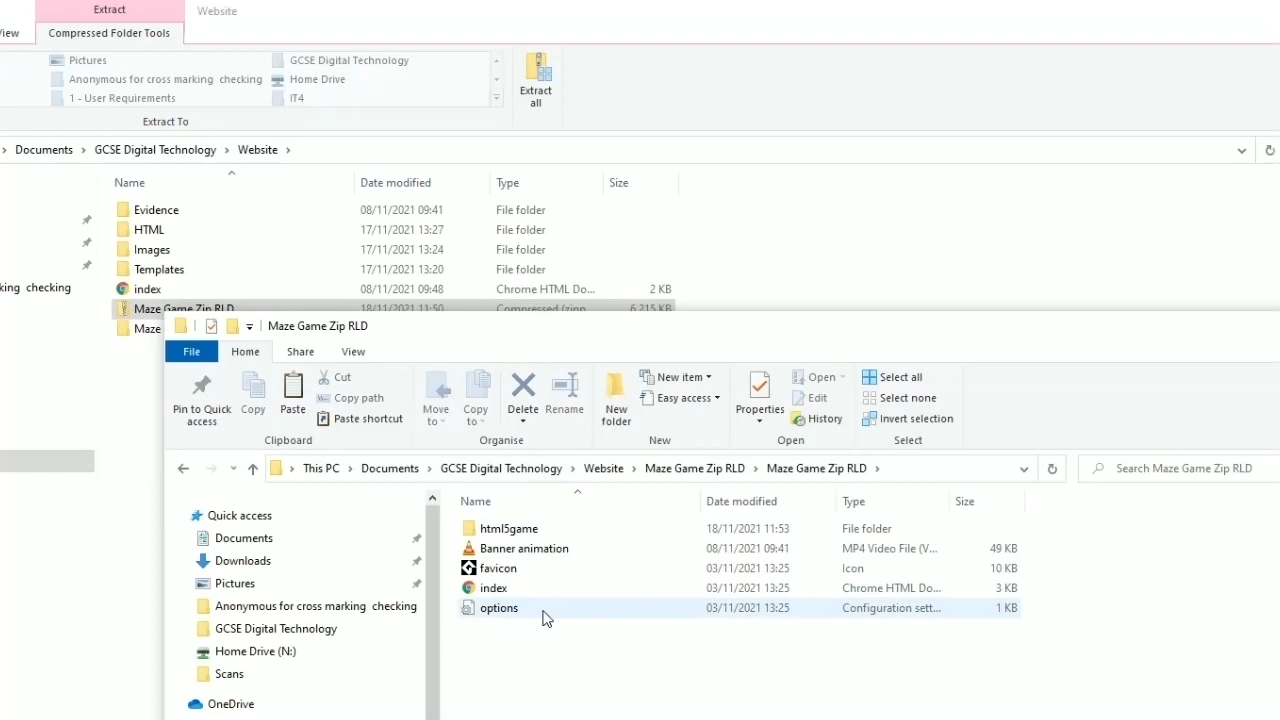 Extract
Website
View
Compressed Folder Tools
Pictures
GCSE Digital Technology
Anonymous for cross marking checking
Home Drive
1 - User Requirements
IT4
Extract all
Extract To
Documents > GCSE Digital Technology > Website >
Name Date modified Type Size
Evidence 08/11/2021 09:41 File folder
HTML 17/11/2021 13:27 File folder
Images 17/11/2021 13:24 File folder
Templates 17/11/2021 13:20 File folder
king checking
index 08/11/2021 09:48 Chrome HTML Do... 2 KB
Maze Game Zip RLD 18/11/2021 11:50 Compressed (zipp... 6,215 KB
Maze
Maze Game Zip RLD
File Home Share View
Pin to Quick access
Copy
Paste
Cut
Copy path
Paste shortcut
Clipboard
Move to
Copy to
Delete
Rename
Organise
New folder
New item
Easy access
New
Properties
Open
Edit
History
Open
Select all
Select none
Invert selection
Select
This PC > Documents > GCSE Digital Technology > Website > Maze Game Zip RLD > Maze Game Zip RLD >
Search Maze Game Zip RLD
Quick access
Documents
Downloads
Pictures
Anonymous for cross marking checking
GCSE Digital Technology
Home Drive (N:)
Scans
OneDrive
Name Date modified Type Size
html5game 18/11/2021 11:53 File folder
Banner animation 08/11/2021 09:41 MP4 Video File (V... 49 KB
favicon 03/11/2021 13:25 Icon 10 KB
index 03/11/2021 13:25 Chrome HTML Do... 3 KB
options 03/11/2021 13:25 Configuration sett... 1 KB